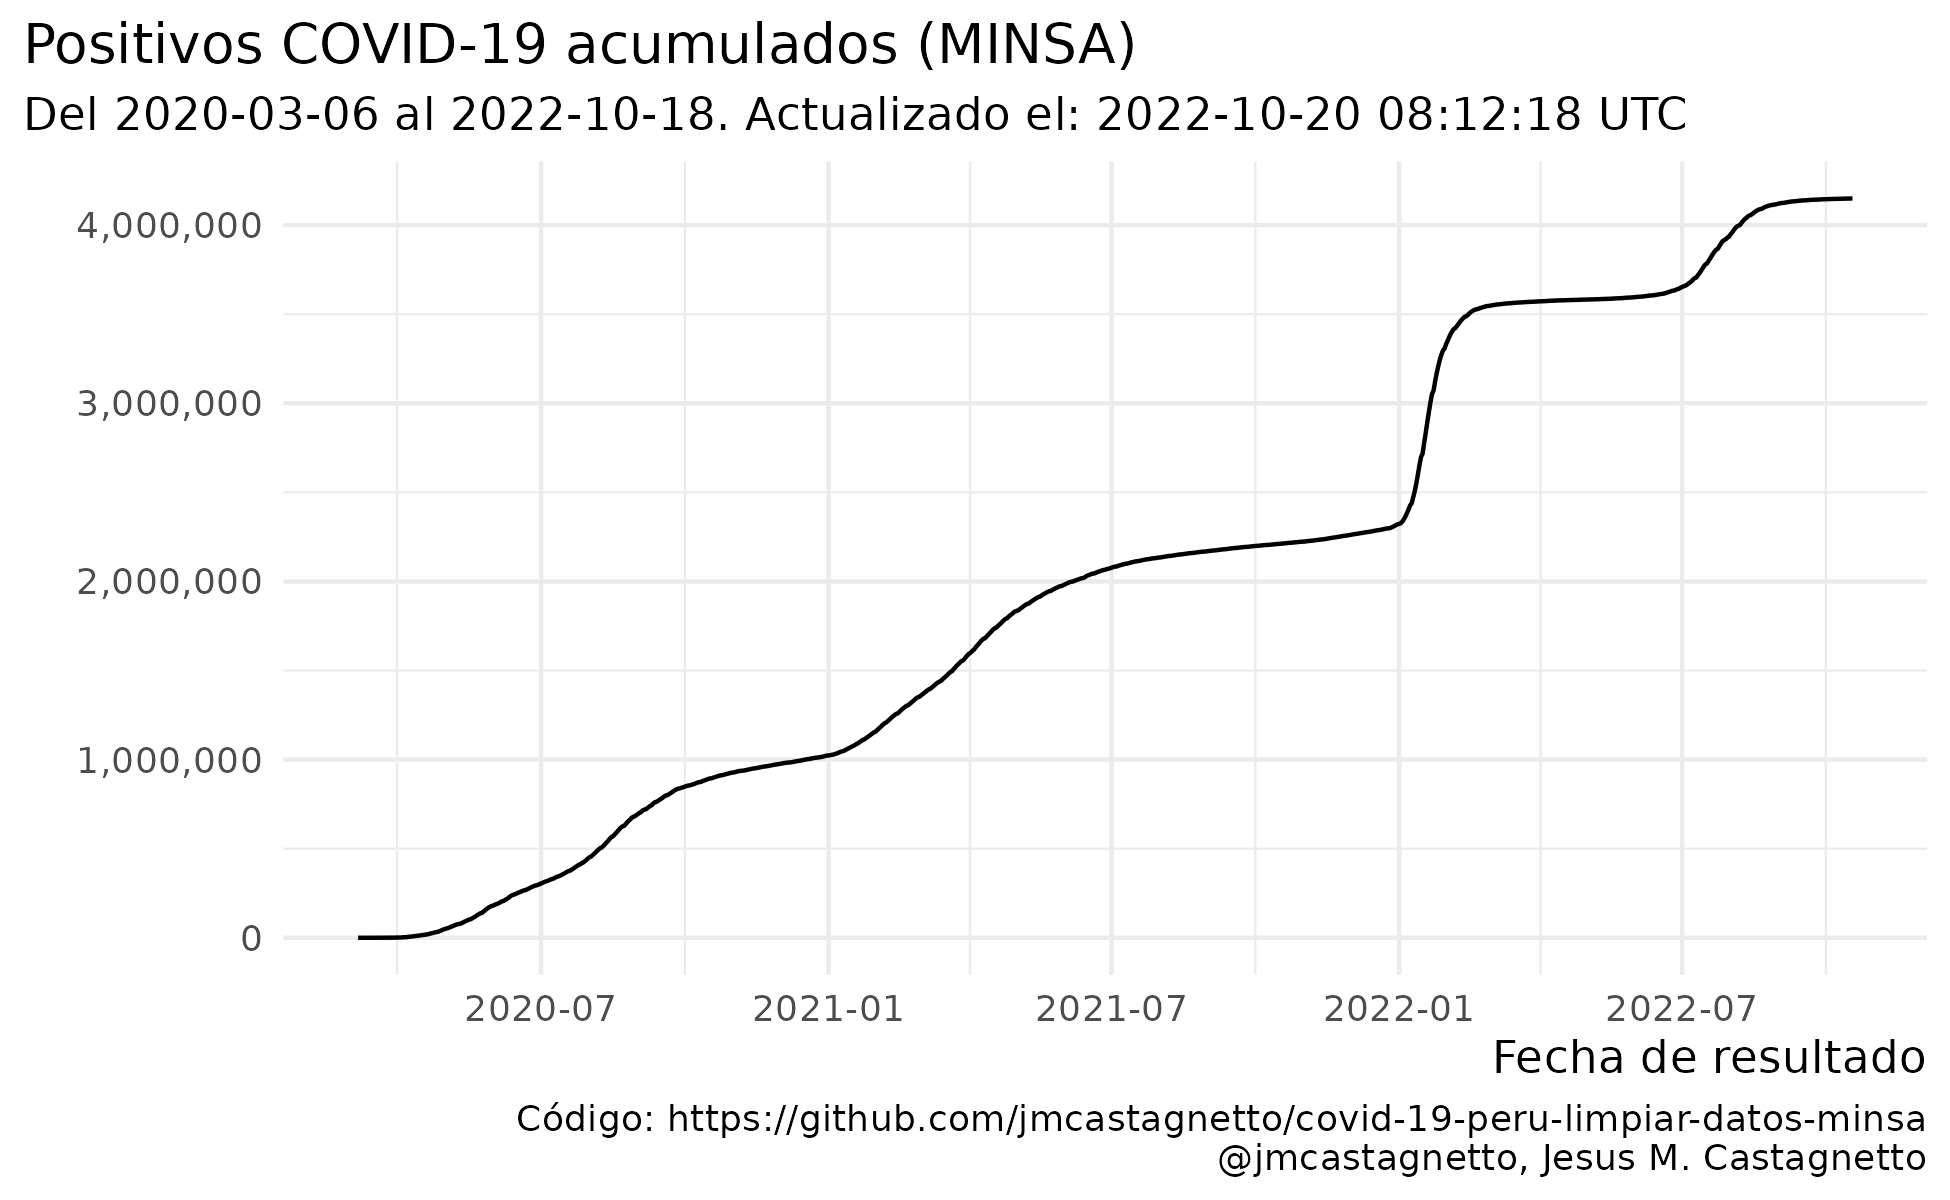 Positivos COVID-19 acumulados (MINSA)
Del 2020-03-06 al 2022-10-18. Actualizado el: 2022-10-20 08:12:18 UTC
4,000,000
3,000,000
2,000,000
1,000,000
0
2020-07 2021-01 2021-07 2022-01 2022-07
Fecha de resultado
Código: https://github.com/jmcastagnetto/covid-19-peru-limpiar-datos-minsa
@jmcastagnetto, Jesus M. Castagnetto